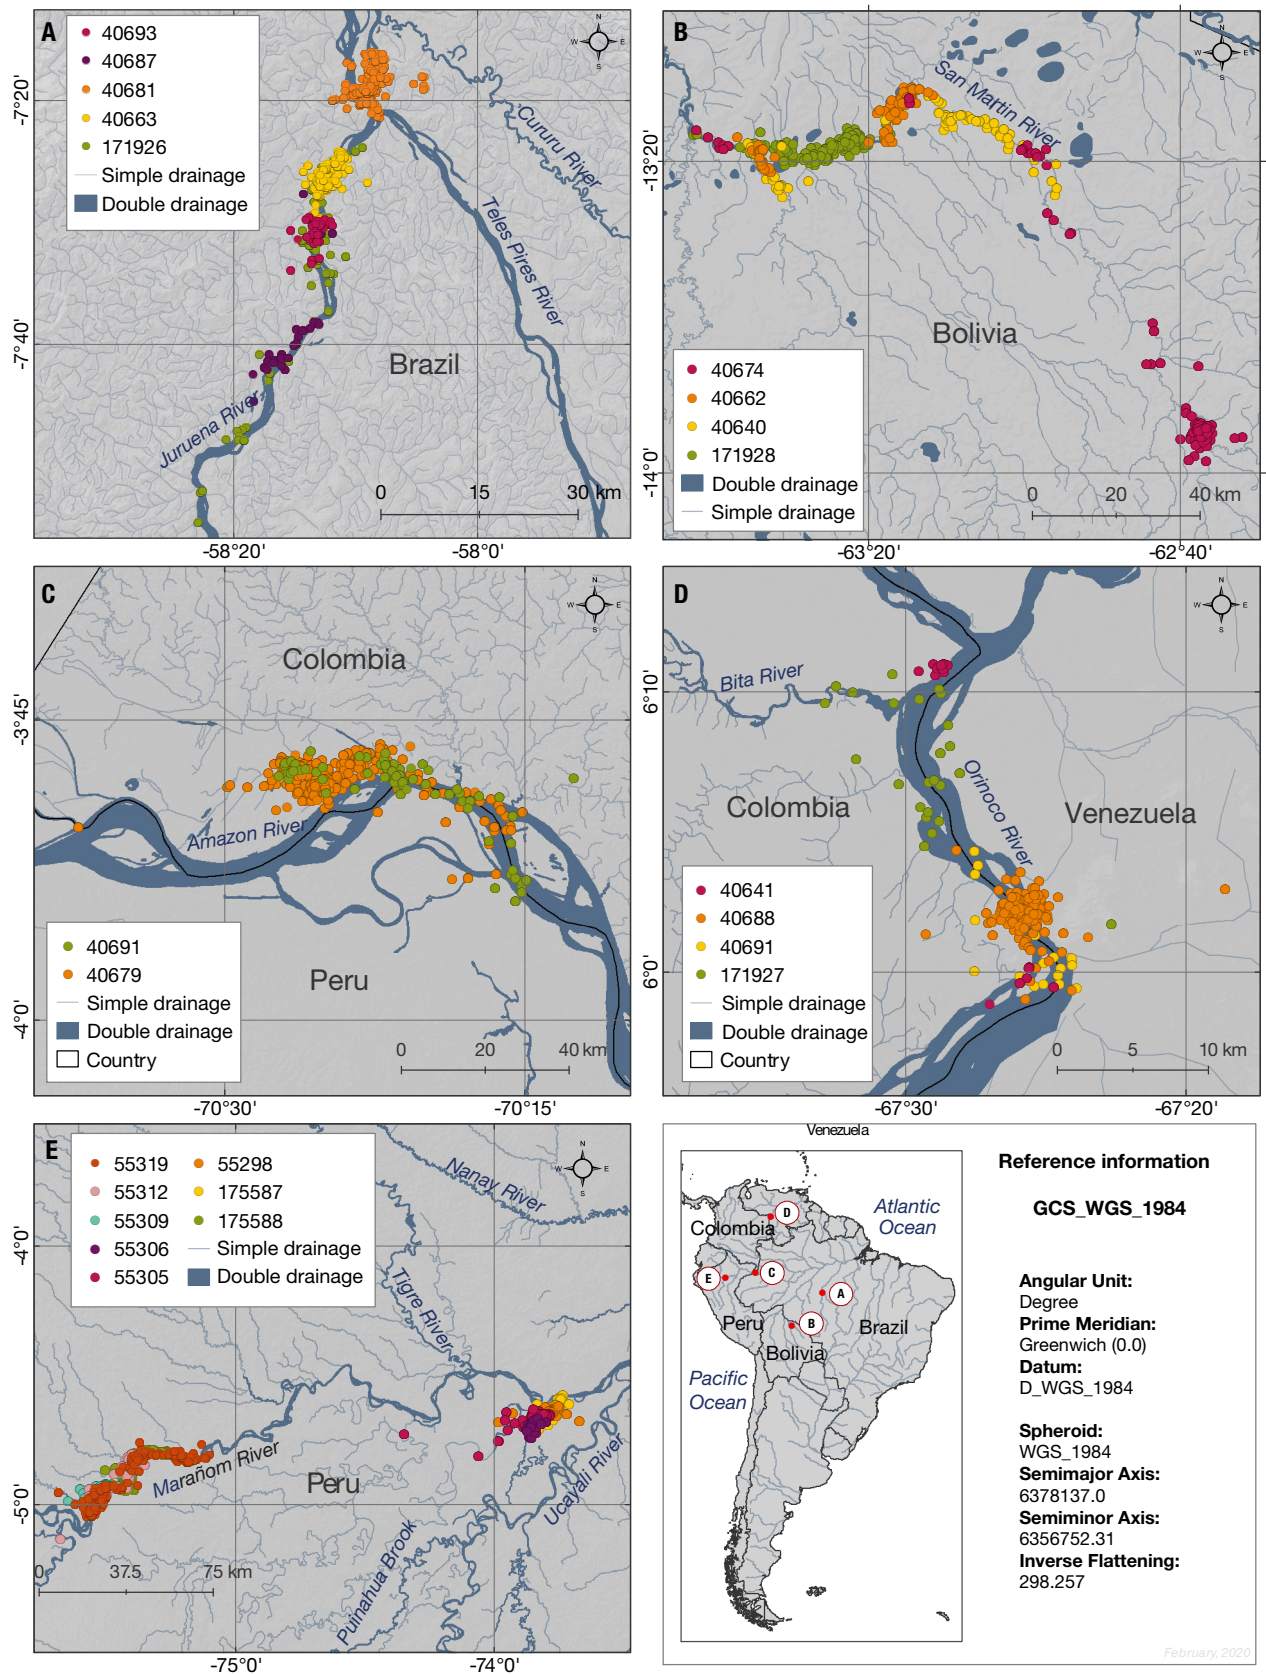 A
40693
40687
40681
40663
171926
Simple drainage
Double drainage
N
W E
S
Cururu River
Teles Pires River
Juruena River
Brazil
0 15 30 km
-7°20'
-7°40'
-58°20' -58°0'
B
N
W E
S
San Martin River
Bolivia
40674
40662
40640
171928
Double drainage
Simple drainage
0 20 40 km
-13°20'
-14°0'
-63°20' -62°40'
C
N
W E
S
Colombia
Amazon River
Peru
40691
40679
Simple drainage
Double drainage
Country
0 20 40 km
-3°45'
-4°0'
-70°30' -70°15'
D
N
W E
S
Bita River
Orinoco River
Colombia
Venezuela
40641
40688
40691
171927
Simple drainage
Double drainage
Country
0 5 10 km
6°10'
6°0'
-67°30' -67°20'
E
55319 55298
55312 175587
55309 175588
55306 Simple drainage
55305 Double drainage
N
W E
S
Nanay River
Tigre River
Marañom River
Peru
Ucayali River
Puinahua Brook
0 37.5 75 km
-4°0'
-5°0'
-75°0' -74°0'
Venezuela
Colombia
D
C
E
A
B
Peru
Brazil
Bolivia
Atlantic
Ocean
Pacific
Ocean
Reference information
GCS_WGS_1984
Angular Unit:
Degree
Prime Meridian:
Greenwich (0.0)
Datum:
D_WGS_1984
Spheroid:
WGS_1984
Semimajor Axis:
6378137.0
Semiminor Axis:
6356752.31
Inverse Flattening:
298.257
February, 2020